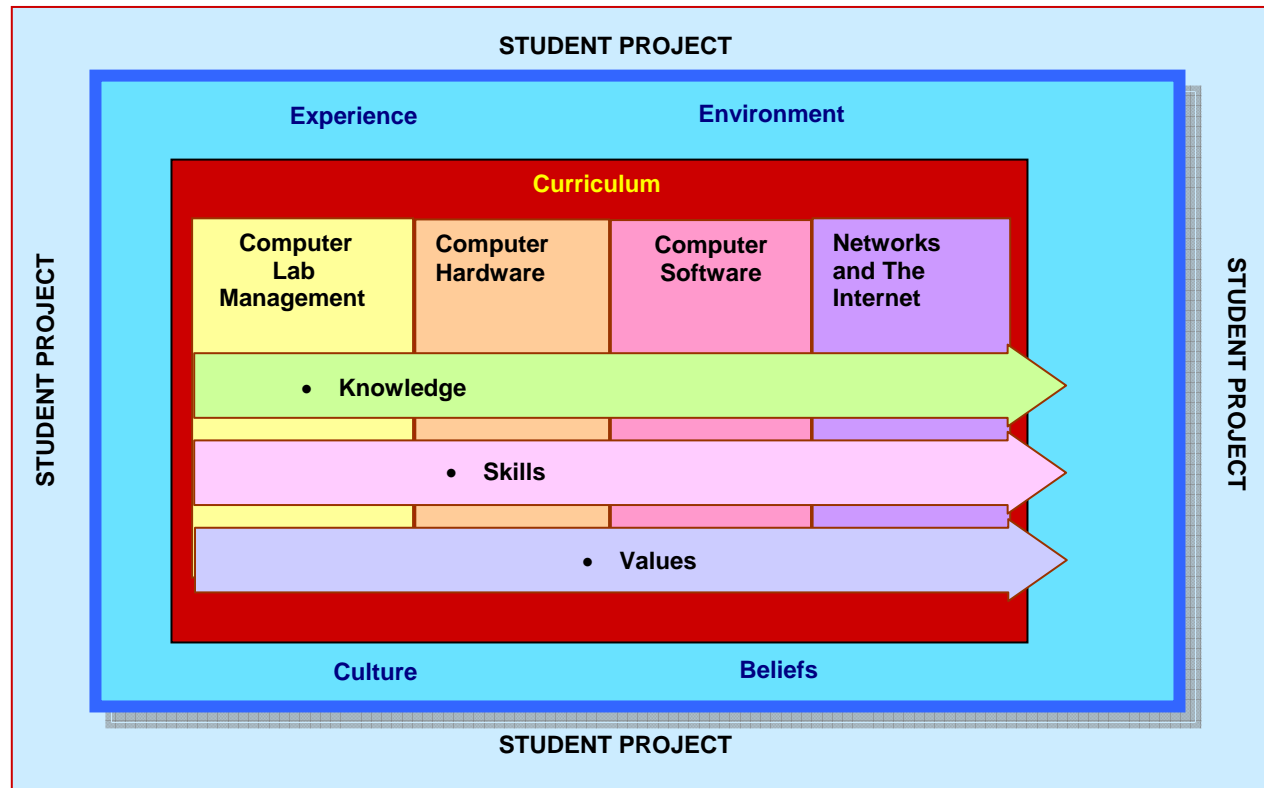 STUDENT PROJECT
Experience
Environment
Curriculum
Computer
Lab
Management
Computer
Hardware
Computer
Software
Networks
and The
Internet
• Knowledge
• Skills
• Values
Culture
Beliefs
STUDENT PROJECT
STUDENT PROJECT
STUDENT PROJECT